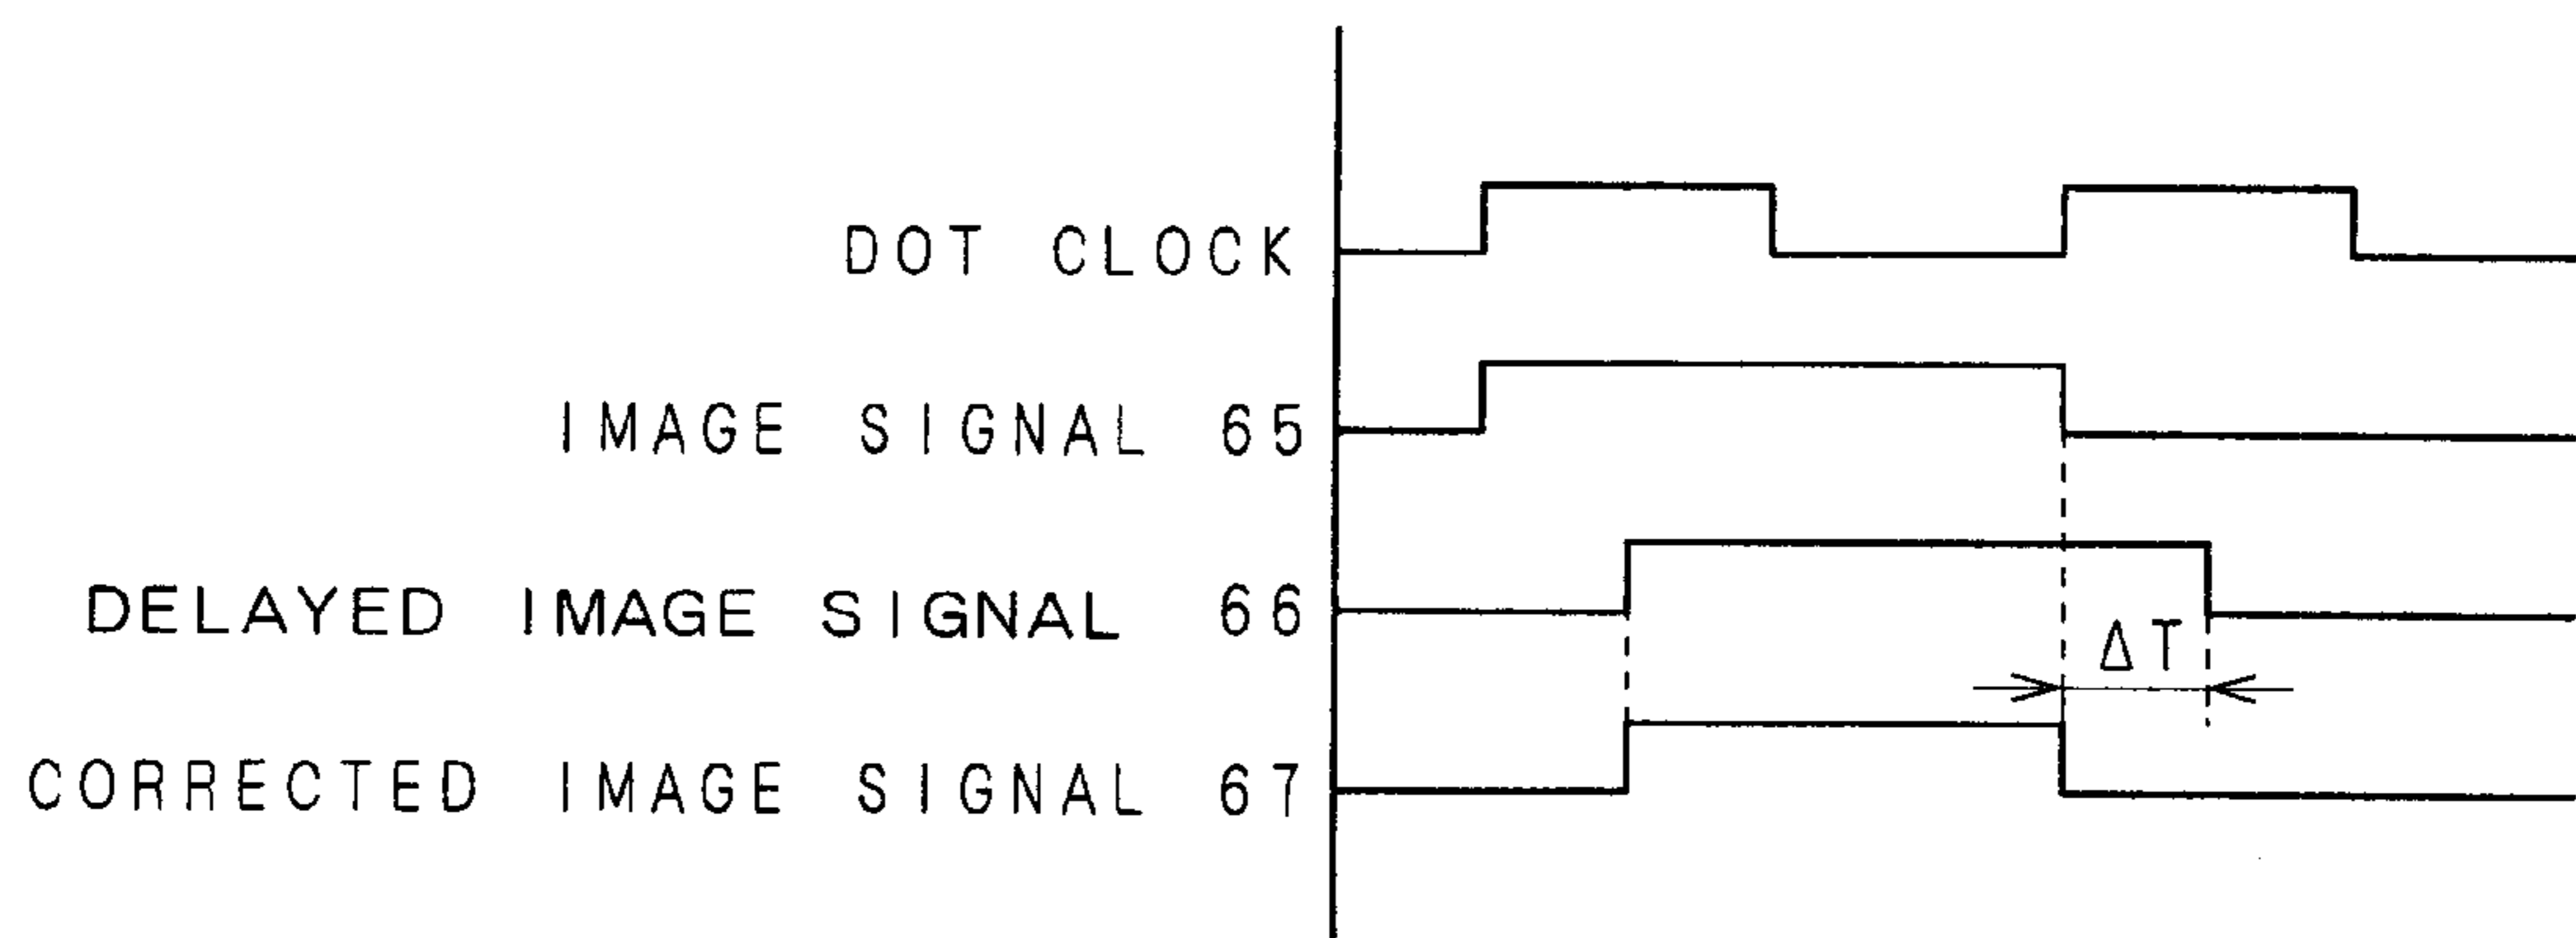 DOT CLOCK
IMAGE SIGNAL 65
DELAYED IMAGE SIGNAL 66
ΔT
CORRECTED IMAGE SIGNAL 67